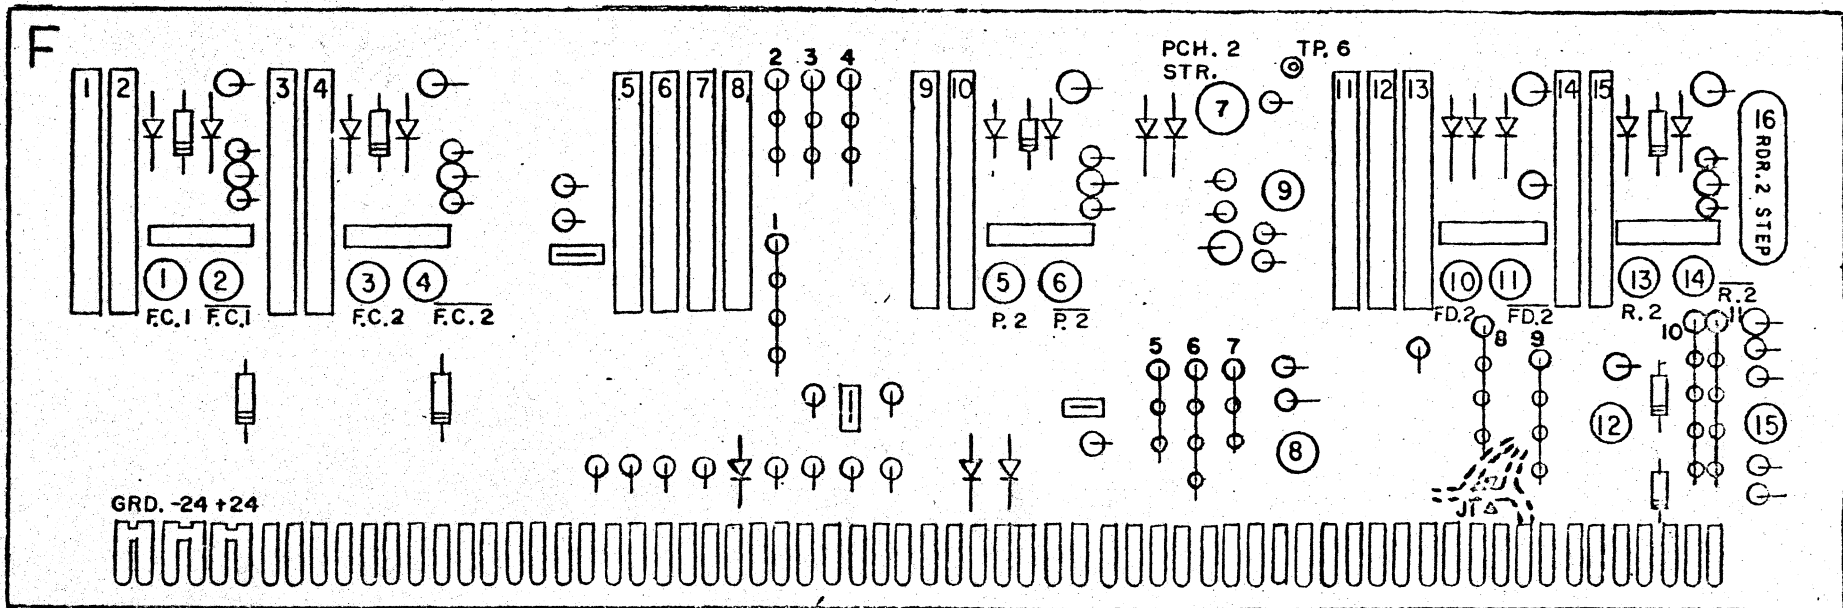 F
PCH. 2
STR.
TP. 6
2 3 4
1 2 3 4 5 6 7 8 9 10 11 12 13 14 15
7
16 RDR. 2 STEP
9
1
1 2 3 4 5 6 10 11 13 14
F.C.1 F.C.1 F.C.2 F.C.2 P.2 P.2 FD.2 FD.2 R.2 R.2
5 6 7 8 9 10 11
12 15
8
GRD. -24 +24